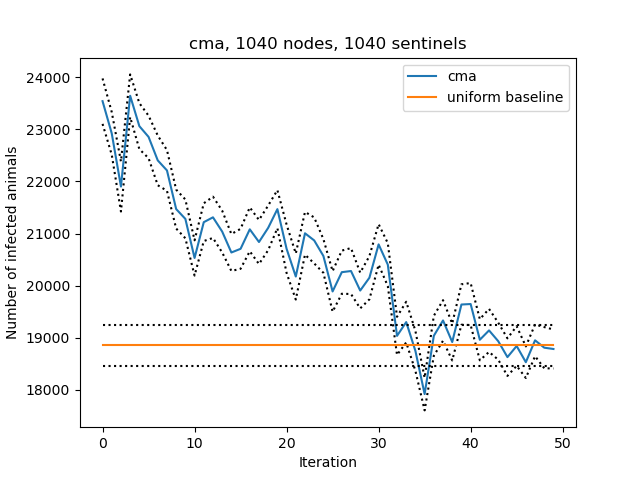 cma, 1040 nodes, 1040 sentinels
cma
uniform baseline
Number of infected animals
24000
23000
22000
21000
20000
19000
18000
0 10 20 30 40 50
Iteration